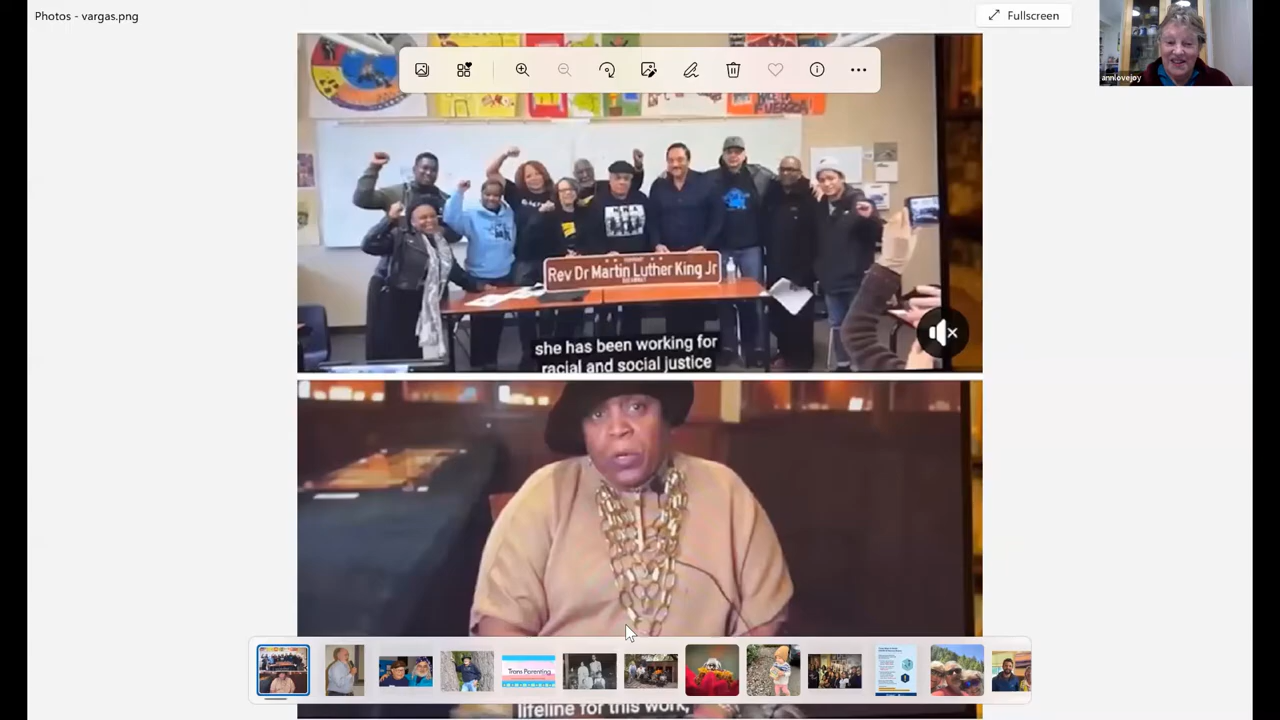 Photos - vargas.png
Fullscreen
annlovejoy
FUERZA!
Rev Dr Martin Luther King Jr
she has been working for
racial and social justice
Trans Parenting
lifeline for this work,